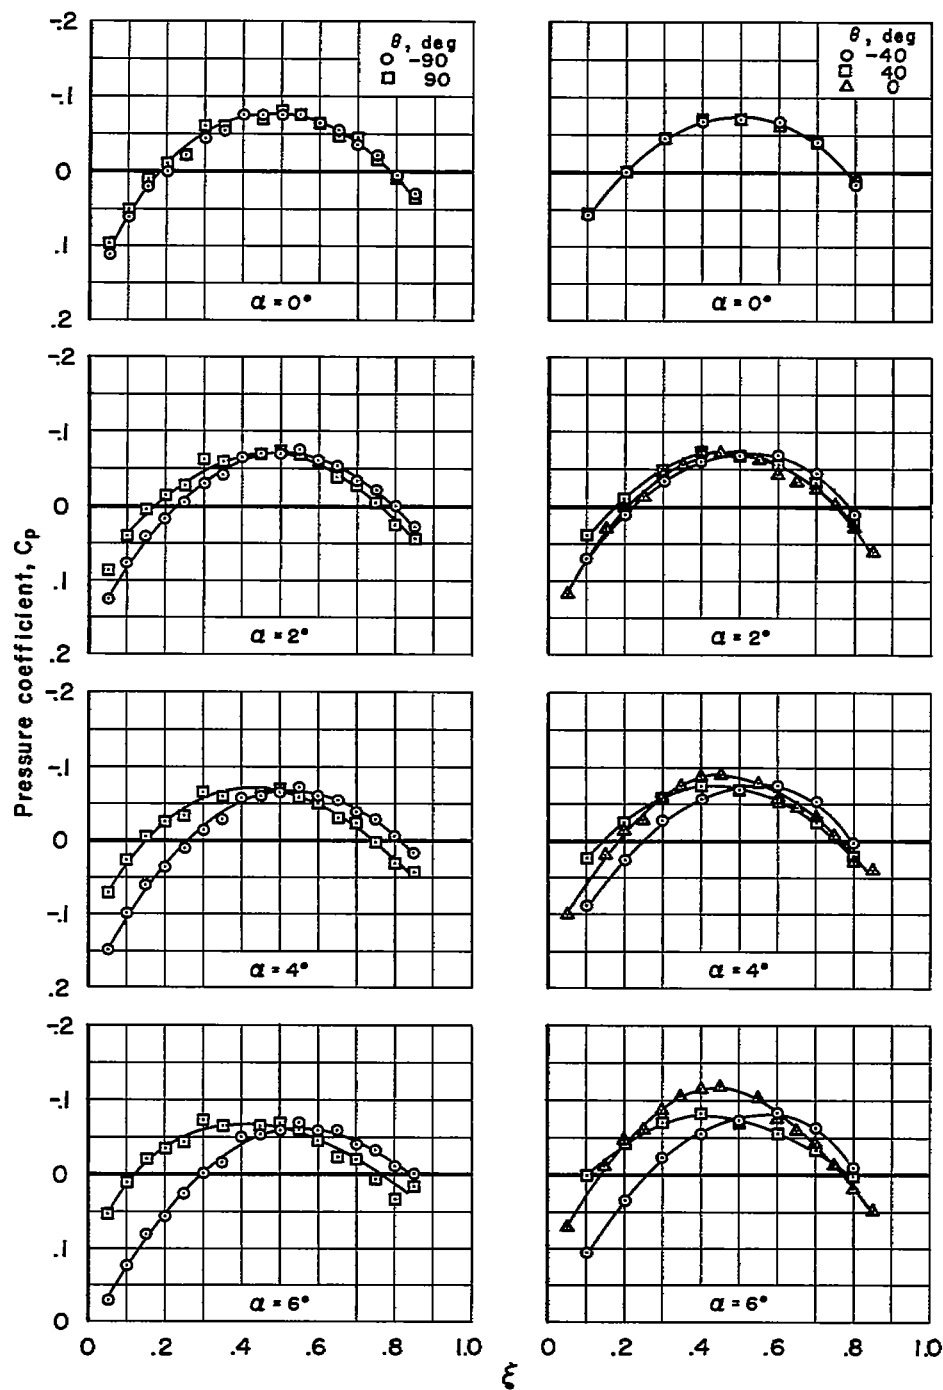 -.2
-.1
0
.1
.2
θ, deg
-90
90
α = 0°
θ, deg
-40
40
0
α = 0°
-.2
-.1
0
.1
.2
α = 2°
α = 2°
Pressure coefficient, Cp
-.2
-.1
0
-.1
.2
α = 4°
α = 4°
-.2
-.1
0
.1
0
α = 6°
α = 6°
0 .2 .4 .6 .8 1.0
0 .2 .4 .6 .8 1.0
ξ